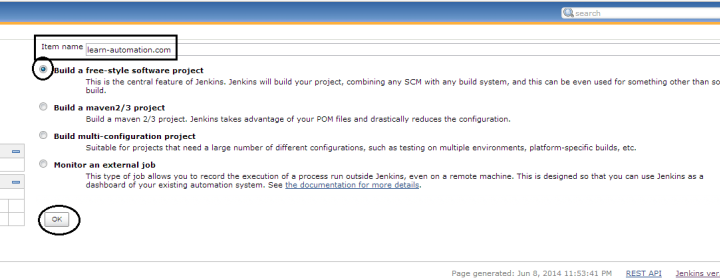 search
Item name learn-automation.com
Build a free-style software project
This is the central feature of Jenkins. Jenkins will build your project, combining any SCM with any build system, and this can be even used for something other than so
build.
Build a maven2/3 project
Build a maven 2/3 project. Jenkins takes advantage of your POM files and drastically reduces the configuration.
Build multi-configuration project
Suitable for projects that need a large number of different configurations, such as testing on multiple environments, platform-specific builds, etc.
Monitor an external job
This type of job allows you to record the execution of a process run outside Jenkins, even on a remote machine. This is designed so that you can use Jenkins as a
dashboard of your existing automation system. See the documentation for more details.
OK
Page generated: Jun 8, 2014 11:53:41 PM REST API Jenkins ver.